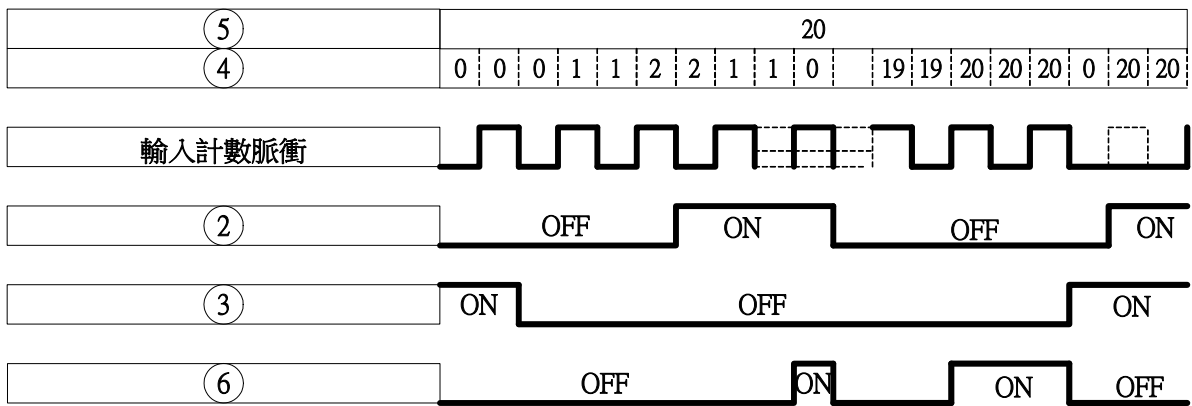 ⑤ 20
④ 0 0 0 1 1 2 2 1 1 0 19 19 20 20 20 0 20 20
輸入計數脈衝
② OFF ON OFF ON
③ ON OFF ON
⑥ OFF ON ON OFF